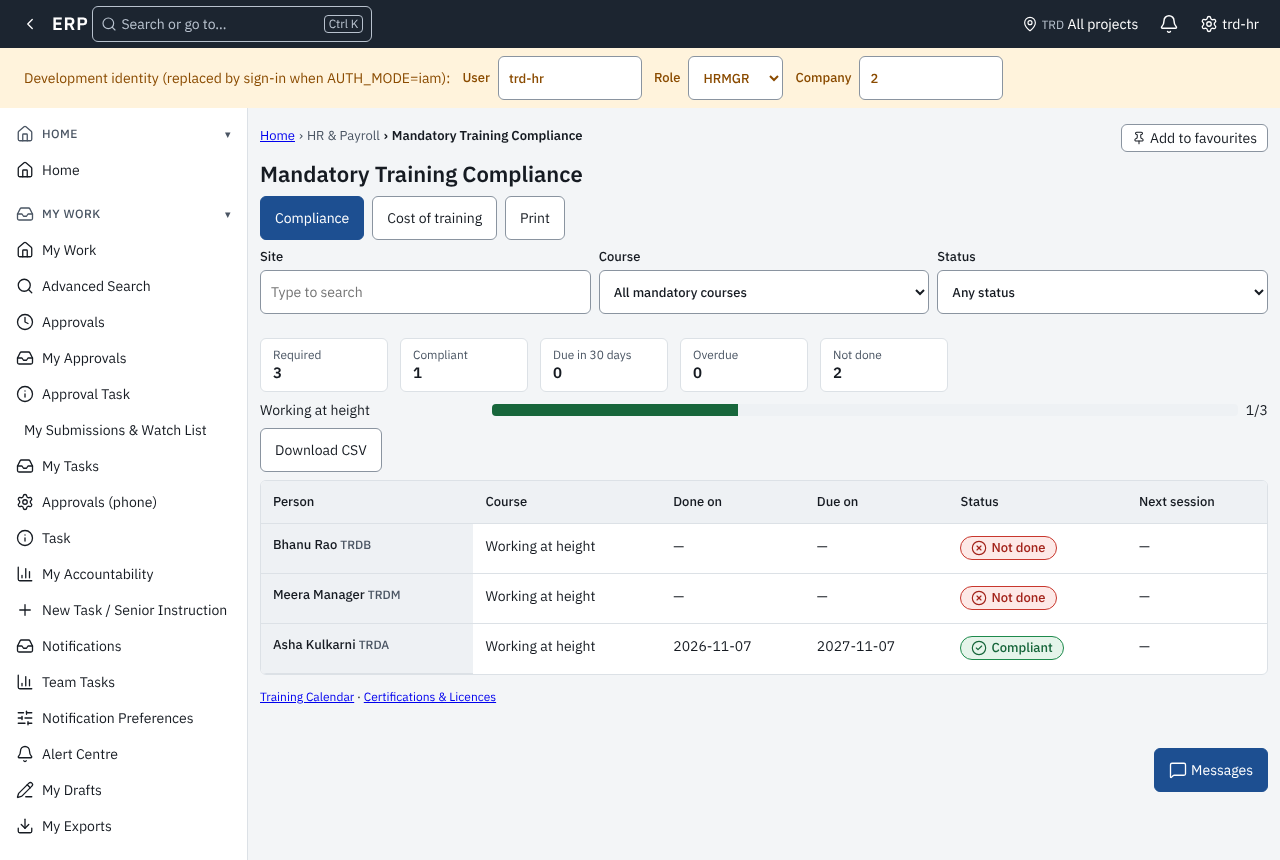 ERP
Search or go to...
Ctrl K
TRD All projects
trd-hr
Development identity (replaced by sign-in when AUTH_MODE=iam):
User
trd-hr
Role
HRMGR
Company
2
HOME
Home
MY WORK
My Work
Advanced Search
Approvals
My Approvals
Approval Task
My Submissions & Watch List
My Tasks
Approvals (phone)
Task
My Accountability
New Task / Senior Instruction
Notifications
Team Tasks
Notification Preferences
Alert Centre
My Drafts
My Exports
Home › HR & Payroll › Mandatory Training Compliance
Add to favourites
Mandatory Training Compliance
Compliance
Cost of training
Print
Site
Type to search
Course
All mandatory courses
Status
Any status
Required
3
Compliant
1
Due in 30 days
0
Overdue
0
Not done
2
Working at height
1/3
Download CSV
Person Course Done on Due on Status Next session
Bhanu Rao TRDB Working at height — — Not done —
Meera Manager TRDM Working at height — — Not done —
Asha Kulkarni TRDA Working at height 2026-11-07 2027-11-07 Compliant —
Training Calendar · Certifications & Licences
Messages